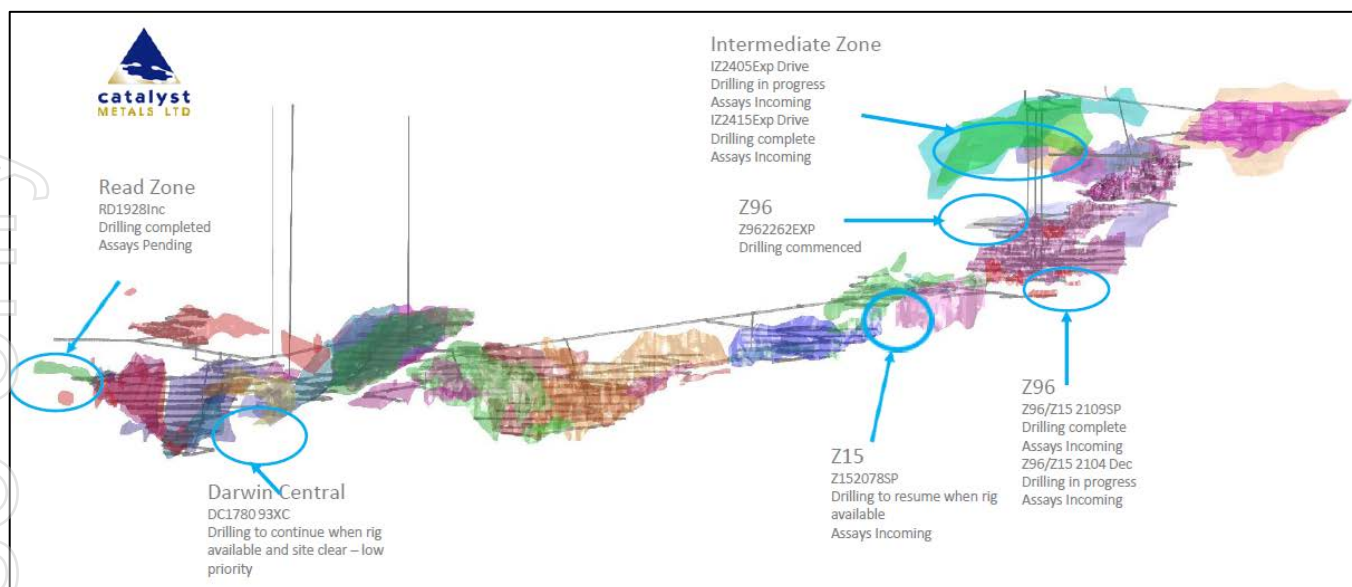 catalyst
METALS LTD
Intermediate Zone
IZ2405Exp Drive
Drilling in progress
Assays Incoming
IZ2415Exp Drive
Drilling complete
Assays Incoming
Read Zone
RD1928Inc
Drilling completed
Assays Pending
Z96
Z962262EXP
Drilling commenced
Z96
Z96/Z15 2109SP
Drilling complete
Assays Incoming
Z96/Z15 2104 Dec
Drilling in progress
Assays Incoming
Z15
Z152078SP
Drilling to resume when rig
available
Assays Incoming
Darwin Central
DC1780 93XC
Drilling to continue when rig
available and site clear – low
priority